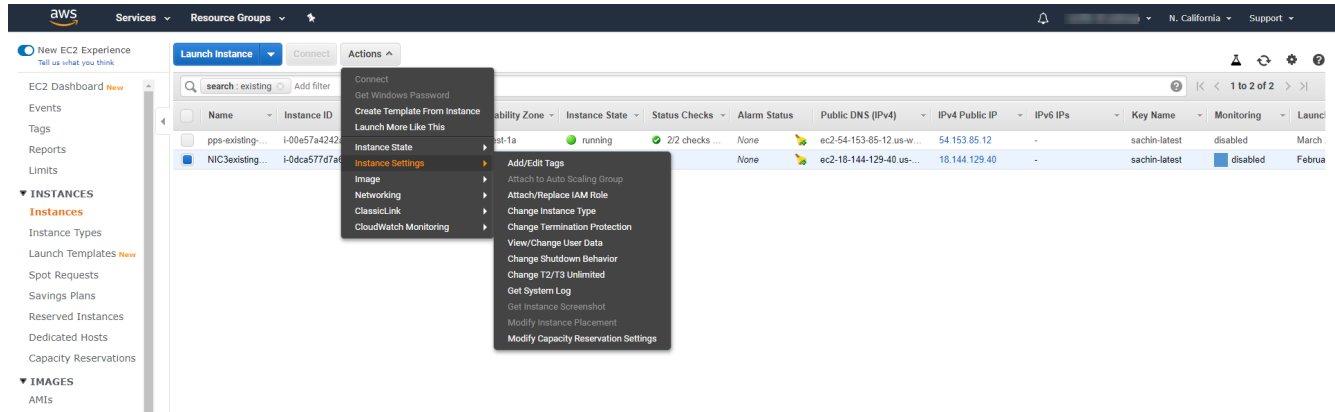 aws Services Resource Groups N. California Support
New EC2 Experience
Tell us what you think
Launch Instance Connect Actions
EC2 Dashboard New
Events
Tags
Reports
Limits
INSTANCES
Instances
Instance Types
Launch Templates New
Spot Requests
Savings Plans
Reserved Instances
Dedicated Hosts
Capacity Reservations
IMAGES
AMIs
search : existing Add filter 1 to 2 of 2
Name Instance ID ability Zone Instance State Status Checks Alarm Status Public DNS (IPv4) IPv4 Public IP IPv6 IPs Key Name Monitoring Launc
pps-existing-... i-00e57a4242 est-1a running 2/2 checks ... None ec2-54-153-85-12.us-w... 54.153.85.12 - sachin-latest disabled March
NIC3existing... i-0dca577d7a6 None ec2-18-144-129-40.us-... 18.144.129.40 - sachin-latest disabled Februa
Connect
Get Windows Password
Create Template From Instance
Launch More Like This
Instance State
Instance Settings
Image
Networking
ClassicLink
CloudWatch Monitoring
Add/Edit Tags
Attach to Auto Scaling Group
Attach/Replace IAM Role
Change Instance Type
Change Termination Protection
View/Change User Data
Change Shutdown Behavior
Change T2/T3 Unlimited
Get System Log
Get Instance Screenshot
Modify Instance Placement
Modify Capacity Reservation Settings